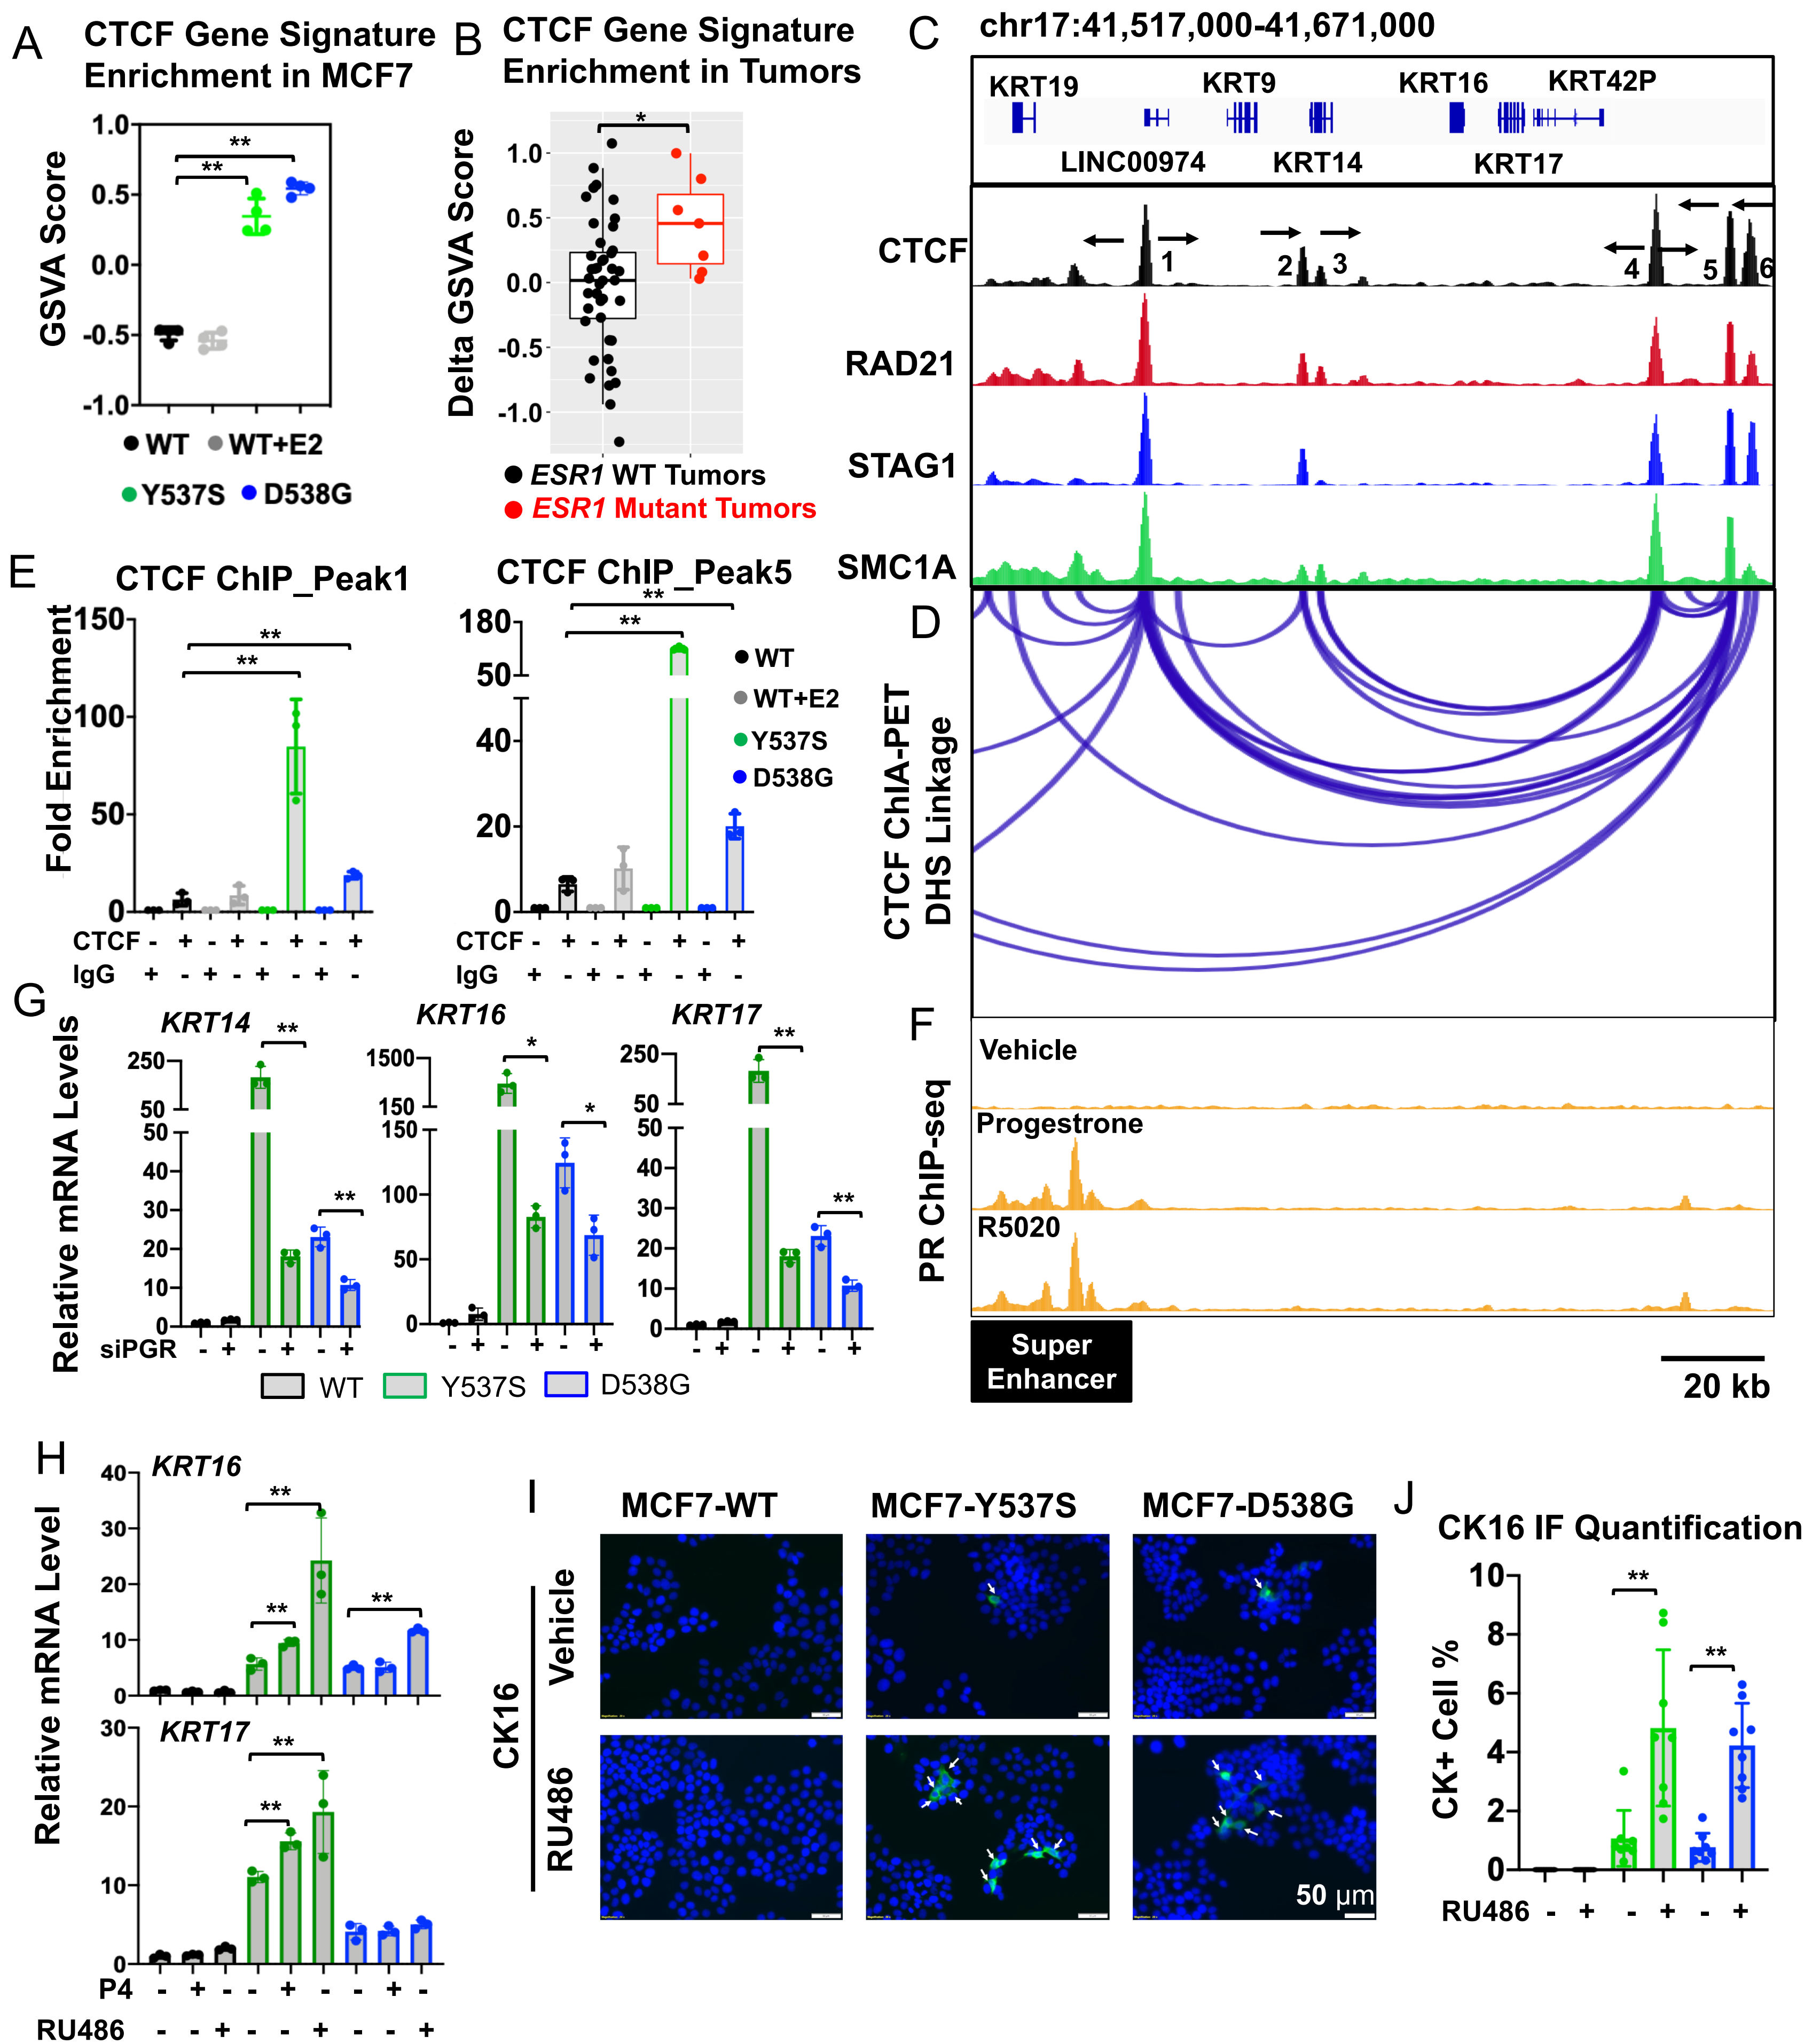 A
CTCF Gene Signature
Enrichment in MCF7
GSVA Score
1.0
0.5
0.0
-0.5
-1.0
**
**
WT
WT+E2
Y537S
D538G
B
CTCF Gene Signature
Enrichment in Tumors
Delta GSVA Score
1.0
0.5
0.0
-0.5
-1.0
*
ESR1 WT Tumors
ESR1 Mutant Tumors
C
chr17:41,517,000-41,671,000
KRT19
KRT9
KRT16
KRT42P
LINC00974
KRT14
KRT17
CTCF
1
2
3
4
5
6
RAD21
STAG1
SMC1A
D
CTCF ChIA-PET
DHS Linkage
E
CTCF ChIP_Peak1
Fold Enrichment
150
100
50
0
**
**
CTCF - + - + - + - +
IgG + - + - + - + -
CTCF ChIP_Peak5
180
50
40
20
0
**
**
WT
WT+E2
Y537S
D538G
CTCF - + - + - + - +
IgG + - + - + - + -
F
PR ChIP-seq
Vehicle
Progestrone
R5020
Super
Enhancer
20 kb
G
Relative mRNA Levels
KRT14
250
50
50
40
30
20
10
0
**
**
siPGR - + - + - +
KRT16
1500
150
150
100
50
0
*
*
- + - + - +
KRT17
250
50
50
40
30
20
10
0
**
**
- + - + - +
WT
Y537S
D538G
H
Relative mRNA Level
KRT16
40
30
20
10
0
**
**
**
KRT17
30
20
10
0
**
**
P4 - + - - + - - + -
RU486 - - + - - + - - +
I
MCF7-WT
MCF7-Y537S
MCF7-D538G
CK16
Vehicle
RU486
50 µm
J
CK16 IF Quantification
CK+ Cell %
10
8
6
4
2
0
**
**
RU486 - + - + - +